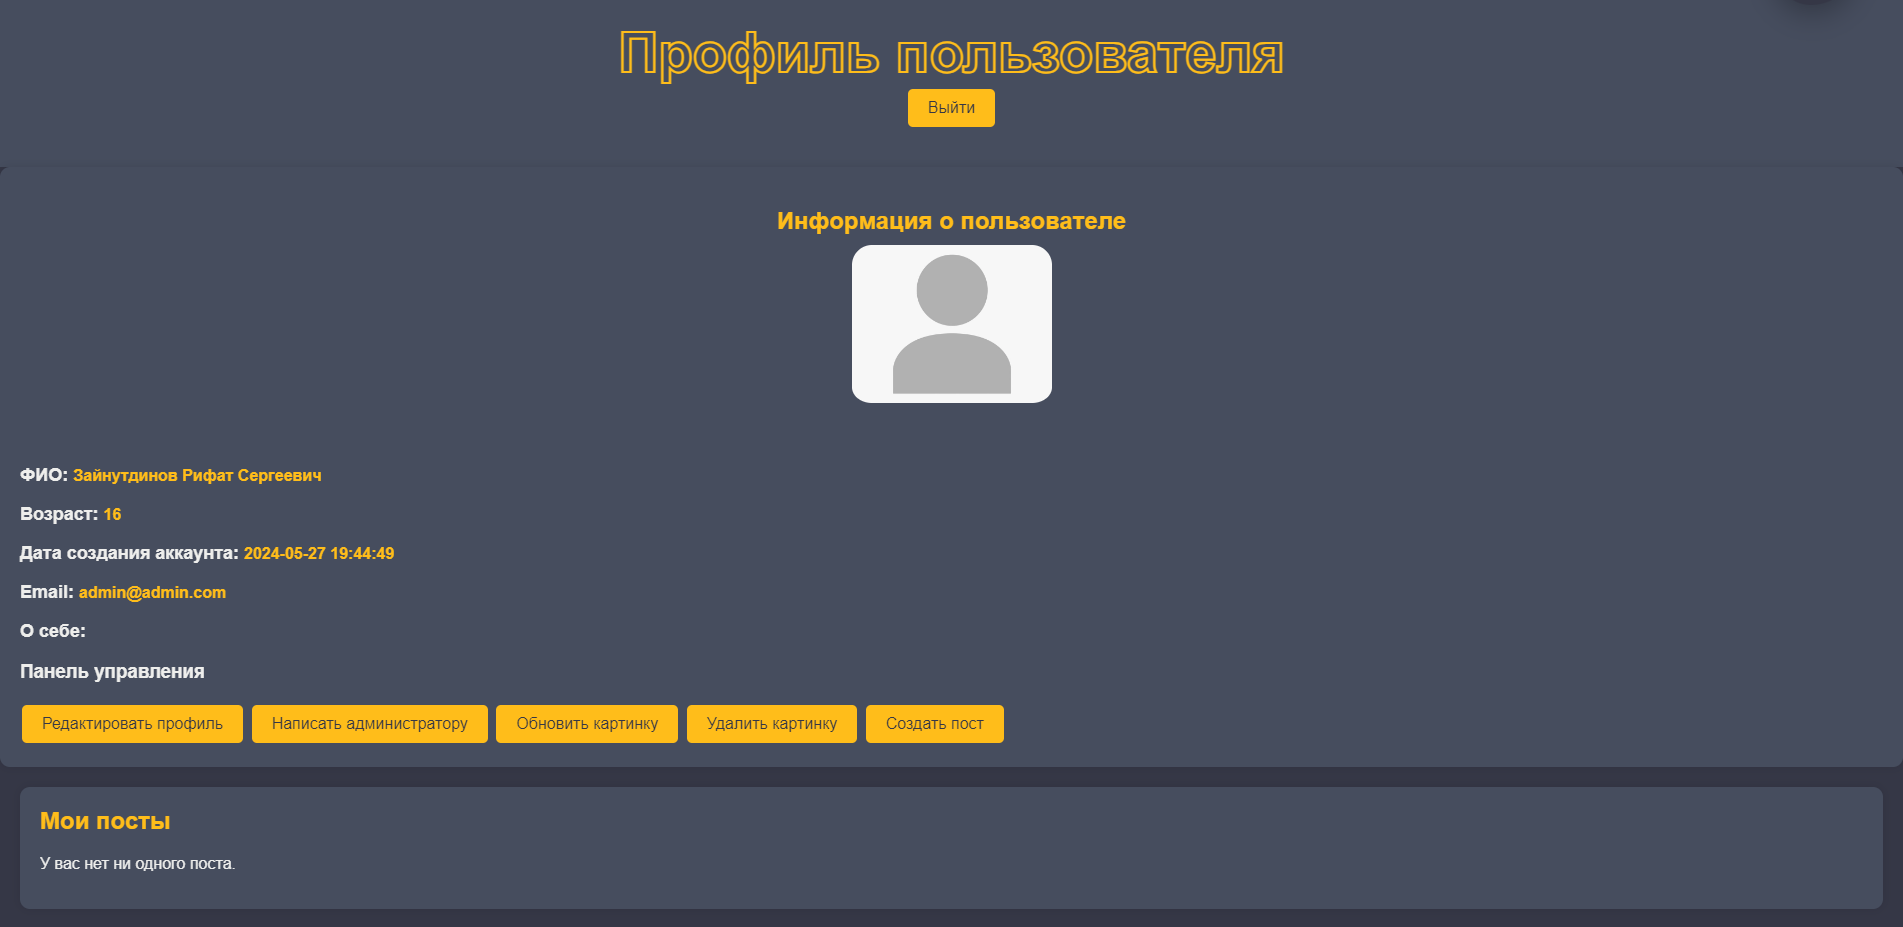 Профиль пользователя
Выйти
Информация о пользователе
ФИО: Зайнутдинов Рифат Сергеевич
Возраст: 16
Дата создания аккаунта: 2024-05-27 19:44:49
Email: admin@admin.com
О себе:
Панель управления
Редактировать профиль Написать администратору Обновить картинку Удалить картинку Создать пост
Мои посты
У вас нет ни одного поста.